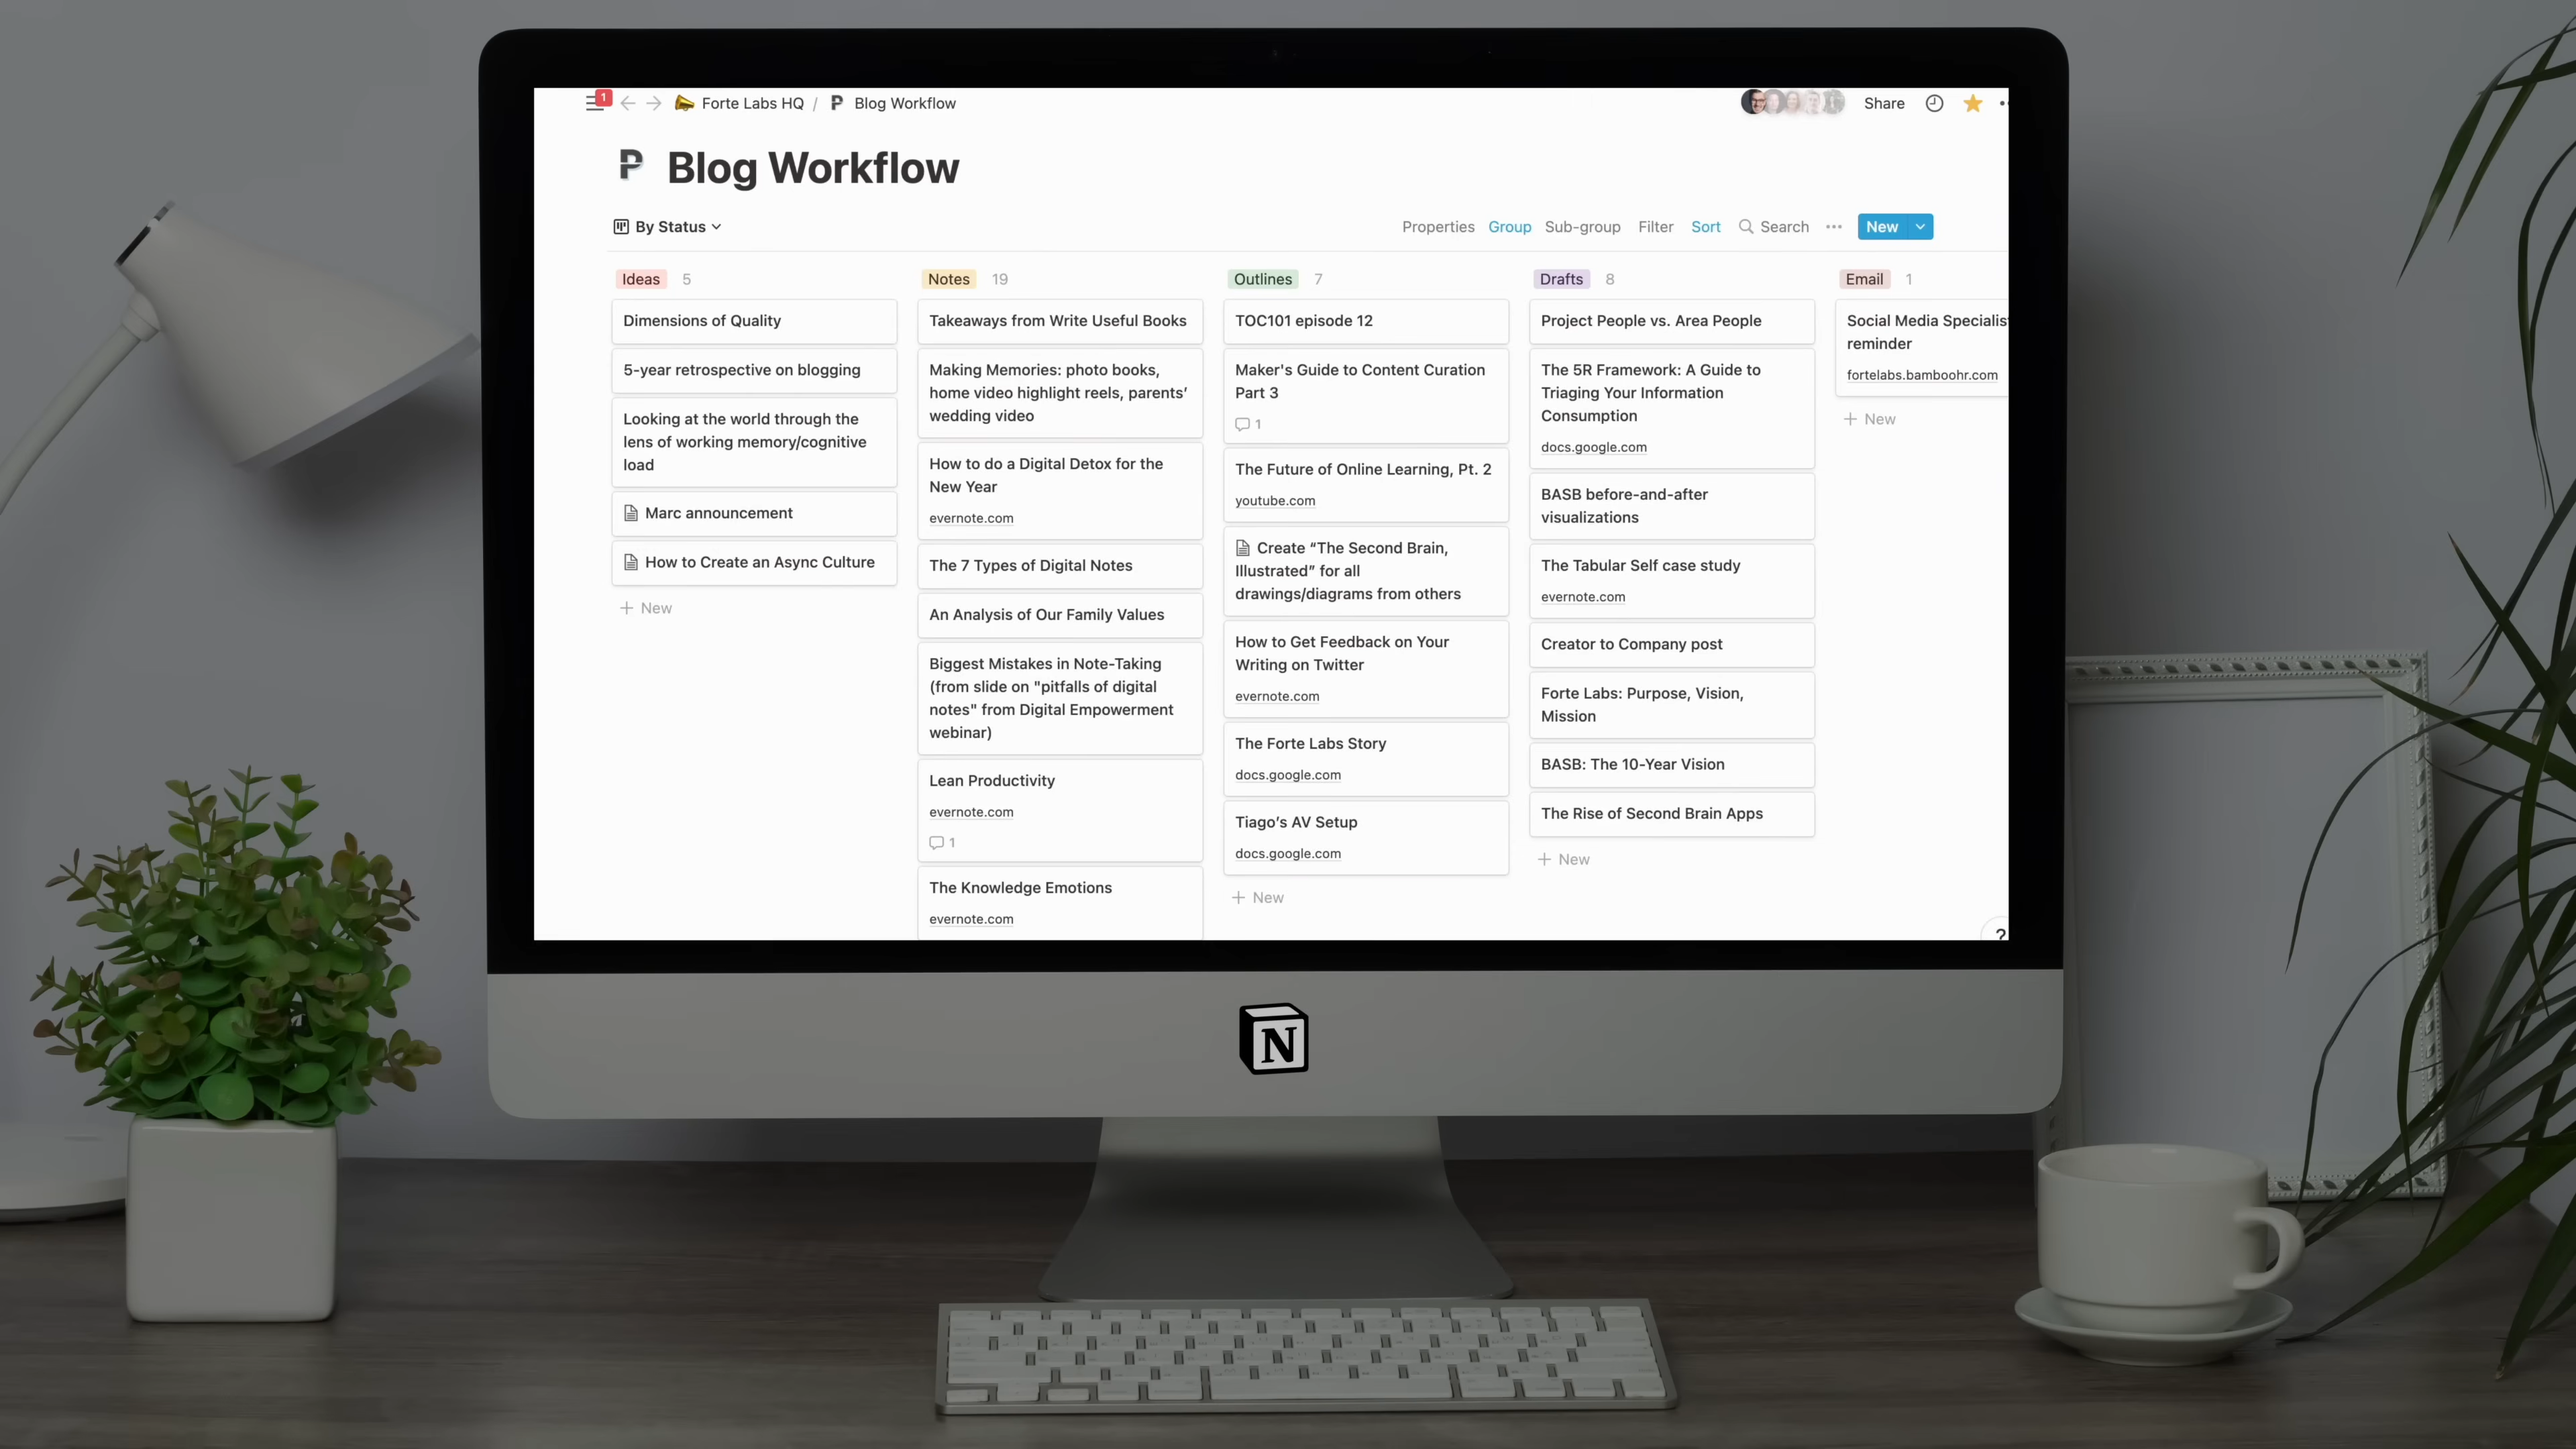 1
Forte Labs HQ / Blog Workflow
Share
Blog Workflow
By Status
Properties Group Sub-group Filter Sort Search New
Ideas 5
Dimensions of Quality
5-year retrospective on blogging
Looking at the world through the
lens of working memory/cognitive
load
Marc announcement
How to Create an Async Culture
+ New
Notes 19
Takeaways from Write Useful Books
Making Memories: photo books,
home video highlight reels, parents’
wedding video
How to do a Digital Detox for the
New Year
evernote.com
The 7 Types of Digital Notes
An Analysis of Our Family Values
Biggest Mistakes in Note-Taking
(from slide on "pitfalls of digital
notes" from Digital Empowerment
webinar)
Lean Productivity
evernote.com
1
The Knowledge Emotions
evernote.com
Outlines 7
TOC101 episode 12
Maker's Guide to Content Curation
Part 3
1
The Future of Online Learning, Pt. 2
youtube.com
Create “The Second Brain,
Illustrated” for all
drawings/diagrams from others
How to Get Feedback on Your
Writing on Twitter
evernote.com
The Forte Labs Story
docs.google.com
Tiago’s AV Setup
docs.google.com
+ New
Drafts 8
Project People vs. Area People
The 5R Framework: A Guide to
Triaging Your Information
Consumption
docs.google.com
BASB before-and-after
visualizations
The Tabular Self case study
evernote.com
Creator to Company post
Forte Labs: Purpose, Vision,
Mission
BASB: The 10-Year Vision
The Rise of Second Brain Apps
+ New
Email 1
Social Media Specialis
reminder
fortelabs.bamboohr.com
+ New
?
N